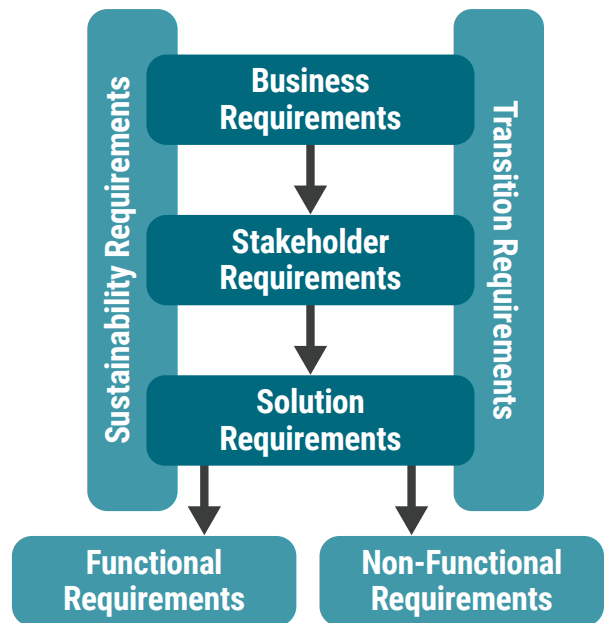 Business
Requirements
Sustainability Requirements
Transition Requirements
Stakeholder
Requirements
Solution
Requirements
Functional
Requirements
Non-Functional
Requirements